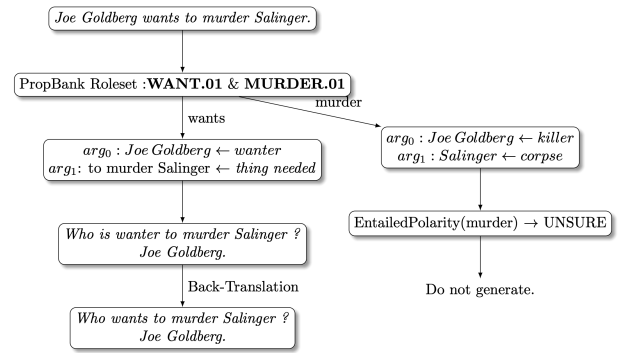 Joe Goldberg wants to murder Salinger.
PropBank Roleset :WANT.01 & MURDER.01
wants
murder
arg₀ : Joe Goldberg ← wanter
arg₁: to murder Salinger ← thing needed
arg₀ : Joe Goldberg ← killer
arg₁ : Salinger ← corpse
Who is wanter to murder Salinger ?
Joe Goldberg.
EntailedPolarity(murder) → UNSURE
Back-Translation
Do not generate.
Who wants to murder Salinger ?
Joe Goldberg.